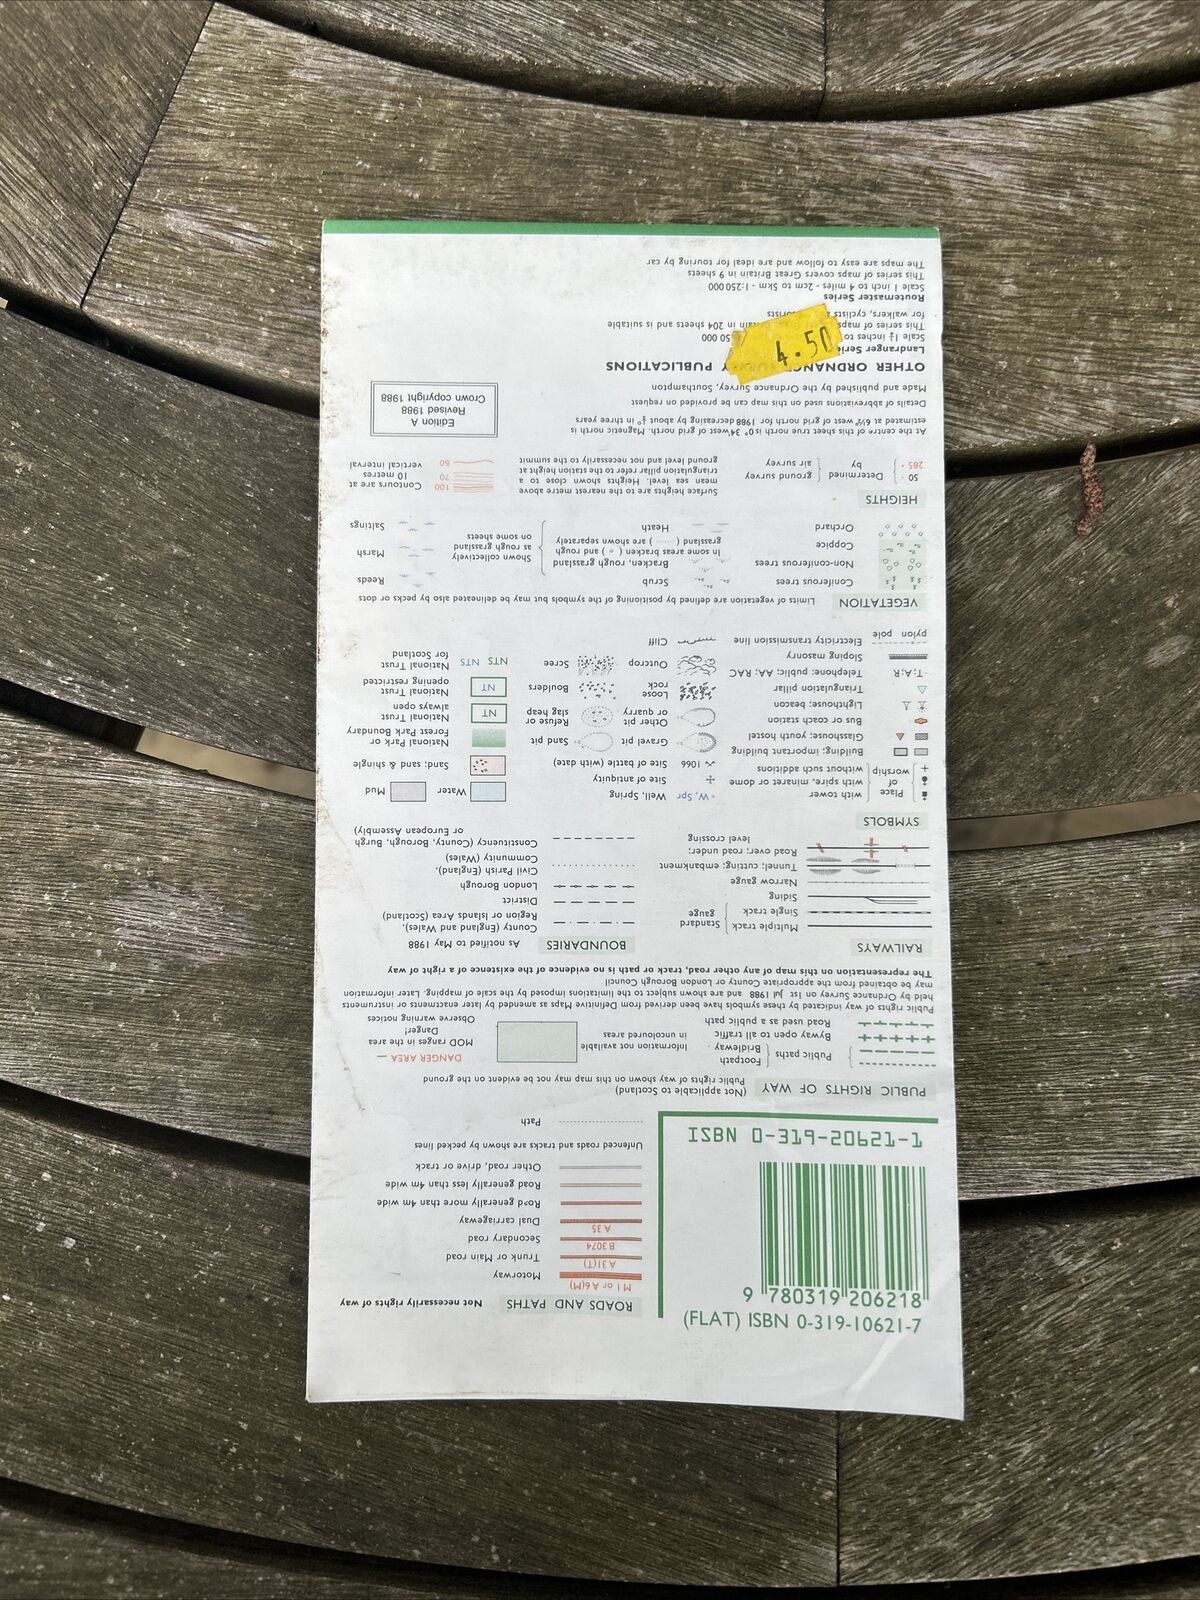 ROADS AND PATHS Not necessarily rights of way
M1 or A6(M) Motorway
A31(T) Trunk or Main road
B3074 Secondary road
A35 Dual carriageway
Road generally more than 4m wide
Road generally less than 4m wide
Other road, drive or track
Unfenced roads and tracks are shown by pecked lines
Path
ISBN 0-319-20621-1
9 780319 206218
(FLAT) ISBN 0-319-10621-7
PUBLIC RIGHTS OF WAY (Not applicable to Scotland)
Public rights of way shown on this map may not be evident on the ground
Public paths { Footpath
Bridleway
Byway open to all traffic
Road used as a public path
Information not available
in uncoloured areas
DANGER AREA
MOD ranges in the area
Danger!
Observe warning notices
Public rights of way indicated by these symbols have been derived from Definitive Maps as amended by later enactments or instruments
held by Ordnance Survey on 1st Jul 1988 and are shown subject to the limitations imposed by the scale of mapping. Later information
may be obtained from the appropriate County or London Borough Council
The representation on this map of any other road, track or path is no evidence of the existence of a right of way
RAILWAYS
Multiple track } Standard
Single track } gauge
Siding
Narrow gauge
Tunnel; cutting; embankment
Road over; road under;
level crossing
BOUNDARIES As notified to May 1988
County (England and Wales),
Region or Islands Area (Scotland)
District
London Borough
Civil Parish (England),
Community (Wales)
Constituency (County, Borough, Burgh
or European Assembly)
SYMBOLS
Place
of
worship
with tower
with spire, minaret or dome
without such additions
Building; important building
Glasshouse; youth hostel
Bus or coach station
Lighthouse; beacon
Triangulation pillar
T; A; R Telephone: public; AA; RAC
Sloping masonry
pylon pole Electricity transmission line
W, Spr Well, Spring
Site of antiquity
1066 Site of battle (with date)
Gravel pit
Sand pit
Other pit
or quarry
Refuse or
slag heap
Loose
rock
Boulders
Outcrop
Scree
Cliff
Water
Mud
Sand; sand & shingle
National Park or
Forest Park Boundary
NT National Trust
always open
NT National Trust
opening restricted
NTS NTS National Trust
for Scotland
VEGETATION Limits of vegetation are defined by positioning of the symbols but may be delineated also by pecks or dots
Coniferous trees
Non-coniferous trees
Coppice
Orchard
Scrub
Bracken, rough grassland
In some areas bracken ( ) and rough
grassland ( ) are shown separately
Heath
Shown collectively
as rough grassland
on some sheets
Reeds
Marsh
Saltings
HEIGHTS
50 Determined { ground survey
285 by { air survey
Surface heights are to the nearest metre above
mean sea level. Heights shown close to a
triangulation pillar refer to the station height at
ground level and not necessarily to the summit
100
70
50
Contours are at
10 metres
vertical interval
At the centre of this sheet true north is 0° 34' west of grid north. Magnetic north is
estimated at 6½° west of grid north for 1988 decreasing by about ½° in three years
Details of abbreviations used on this map can be provided on request
Made and published by the Ordnance Survey, Southampton
Edition A
Revised 1988
Crown copyright 1988
OTHER ORDNANCE SURVEY PUBLICATIONS
Landranger Seri
Scale 1¼ inches to 50 000
This series of maps in 204 sheets and is suitable
for walkers, cyclists
4.50
Routemaster Series
Scale 1 inch to 4 miles - 2cm to 5km - 1:250 000
This series of maps covers Great Britain in 9 sheets
The maps are easy to follow and are ideal for touring by car